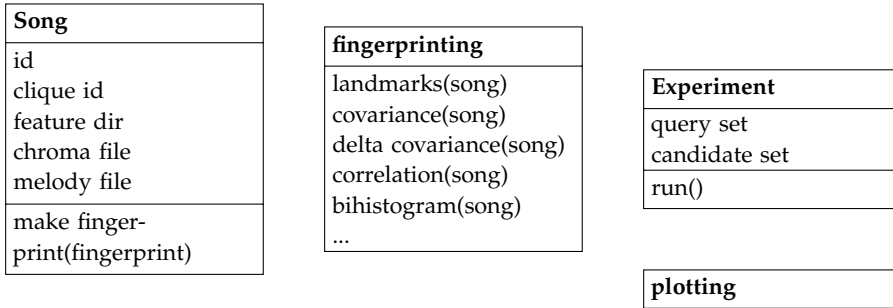 Song
id
clique id
feature dir
chroma file
melody file
make finger-
print(fingerprint)
fingerprinting
landmarks(song)
covariance(song)
delta covariance(song)
correlation(song)
bihistogram(song)
...
Experiment
query set
candidate set
run()
plotting